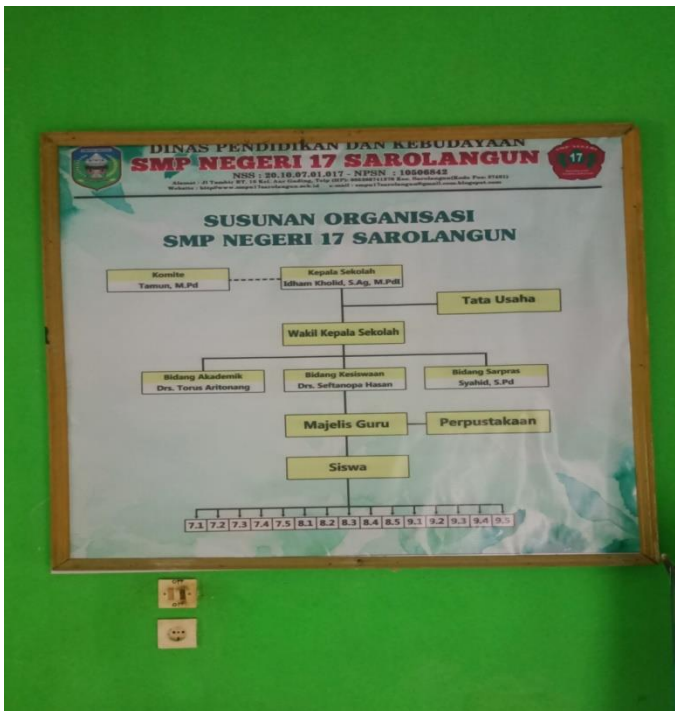 DINAS PENDIDIKAN DAN KEBUDAYAAN
SMP NEGERI 17 SAROLANGUN
NSS : 20.10.07.01.017 - NPSN : 10506842
17
SUSUNAN ORGANISASI
SMP NEGERI 17 SAROLANGUN
Komite
Tamun, M.Pd
Kepala Sekolah
Idham Kholid, S.Ag, M.PdI
Tata Usaha
Wakil Kepala Sekolah
Bidang Akademik
Drs. Torus Aritonang
Bidang Kesiswaan
Drs. Seftanopa Hasan
Bidang Sarpras
Syahid, S.Pd
Majelis Guru
Perpustakaan
Siswa
7.1 7.2 7.3 7.4 7.5 8.1 8.2 8.3 8.4 8.5 9.1 9.2 9.3 9.4 9.5